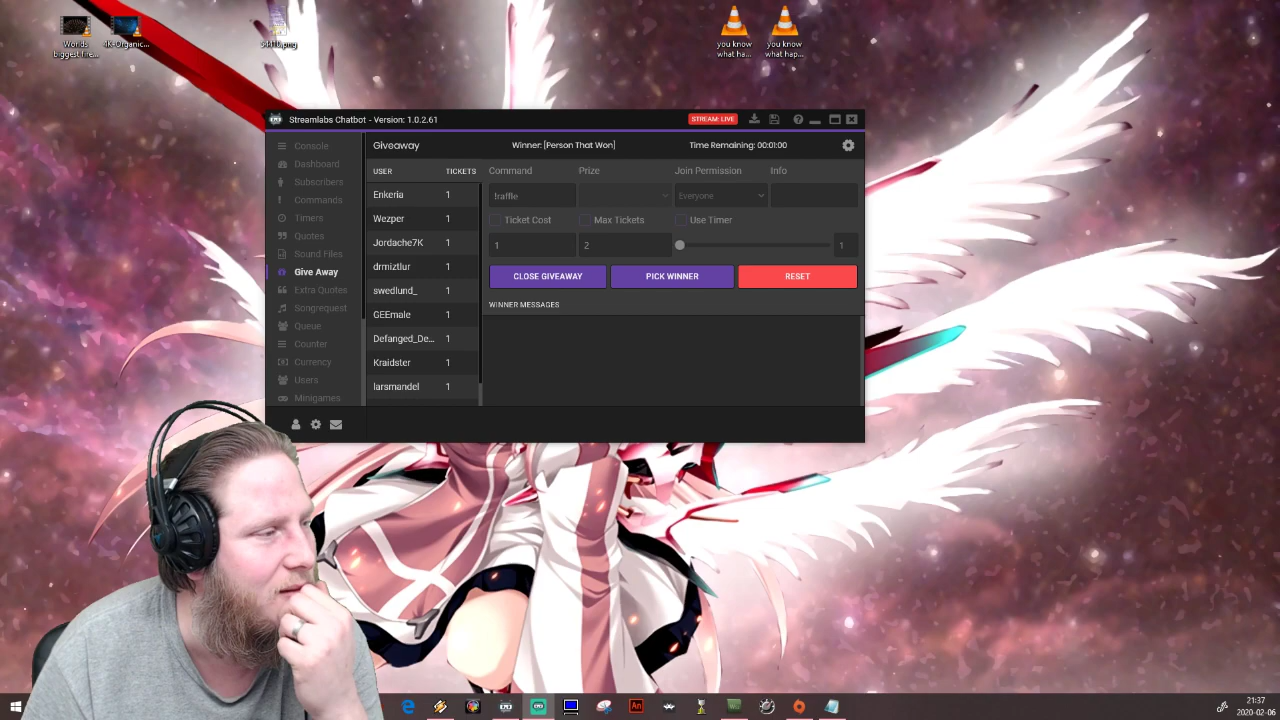 Worlds
biggest fre...
4k-Organic...
you know
what ha...
you know
what hap...
Streamlabs Chatbot - Version: 1.0.2.61
STREAM: LIVE
Giveaway
Winner: [Person That Won]
Time Remaining: 00:01:00
Console
Dashboard
Subscribers
Commands
Timers
Quotes
Sound Files
Give Away
Extra Quotes
Songrequest
Queue
Counter
Currency
Users
Minigames
USER TICKETS
Enkeria 1
Wezper 1
Jordache7K 1
drmiztlur 1
swedlund_ 1
GEEmale 1
Defanged_De... 1
Kraidster 1
larsmandel 1
Command Prize Join Permission Info
!raffle Everyone
Ticket Cost Max Tickets Use Timer
1 2 1
CLOSE GIVEAWAY PICK WINNER RESET
WINNER MESSAGES
An
21:37
2020-02-06